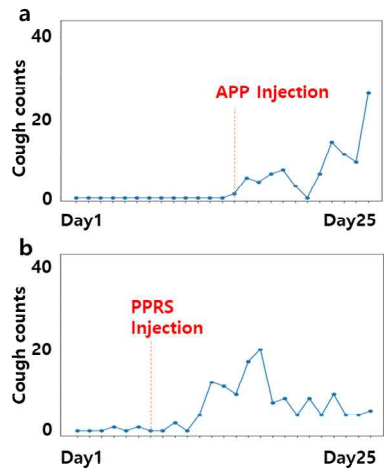 a
40
APP Injection
20
0
Cough counts
Day1 Day25
b
40
PPRS
Injection
20
0
Cough counts
Day1 Day25